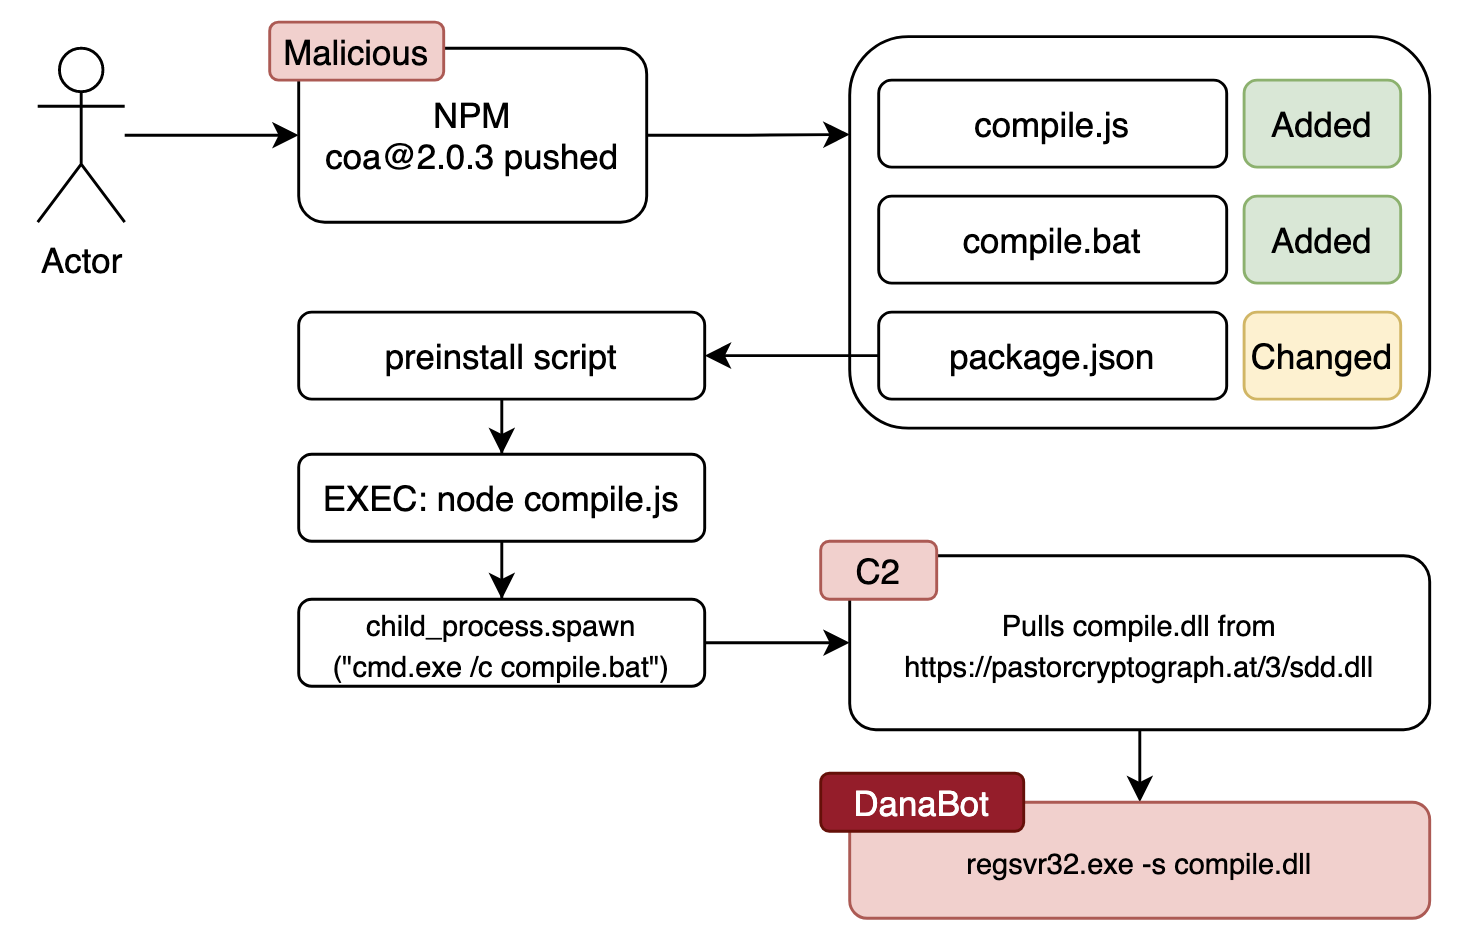 Malicious
NPM
coa@2.0.3 pushed
Actor
compile.js
Added
compile.bat
Added
package.json
Changed
preinstall script
EXEC: node compile.js
child_process.spawn
("cmd.exe /c compile.bat")
C2
Pulls compile.dll from
https://pastorcryptograph.at/3/sdd.dll
DanaBot
regsvr32.exe -s compile.dll